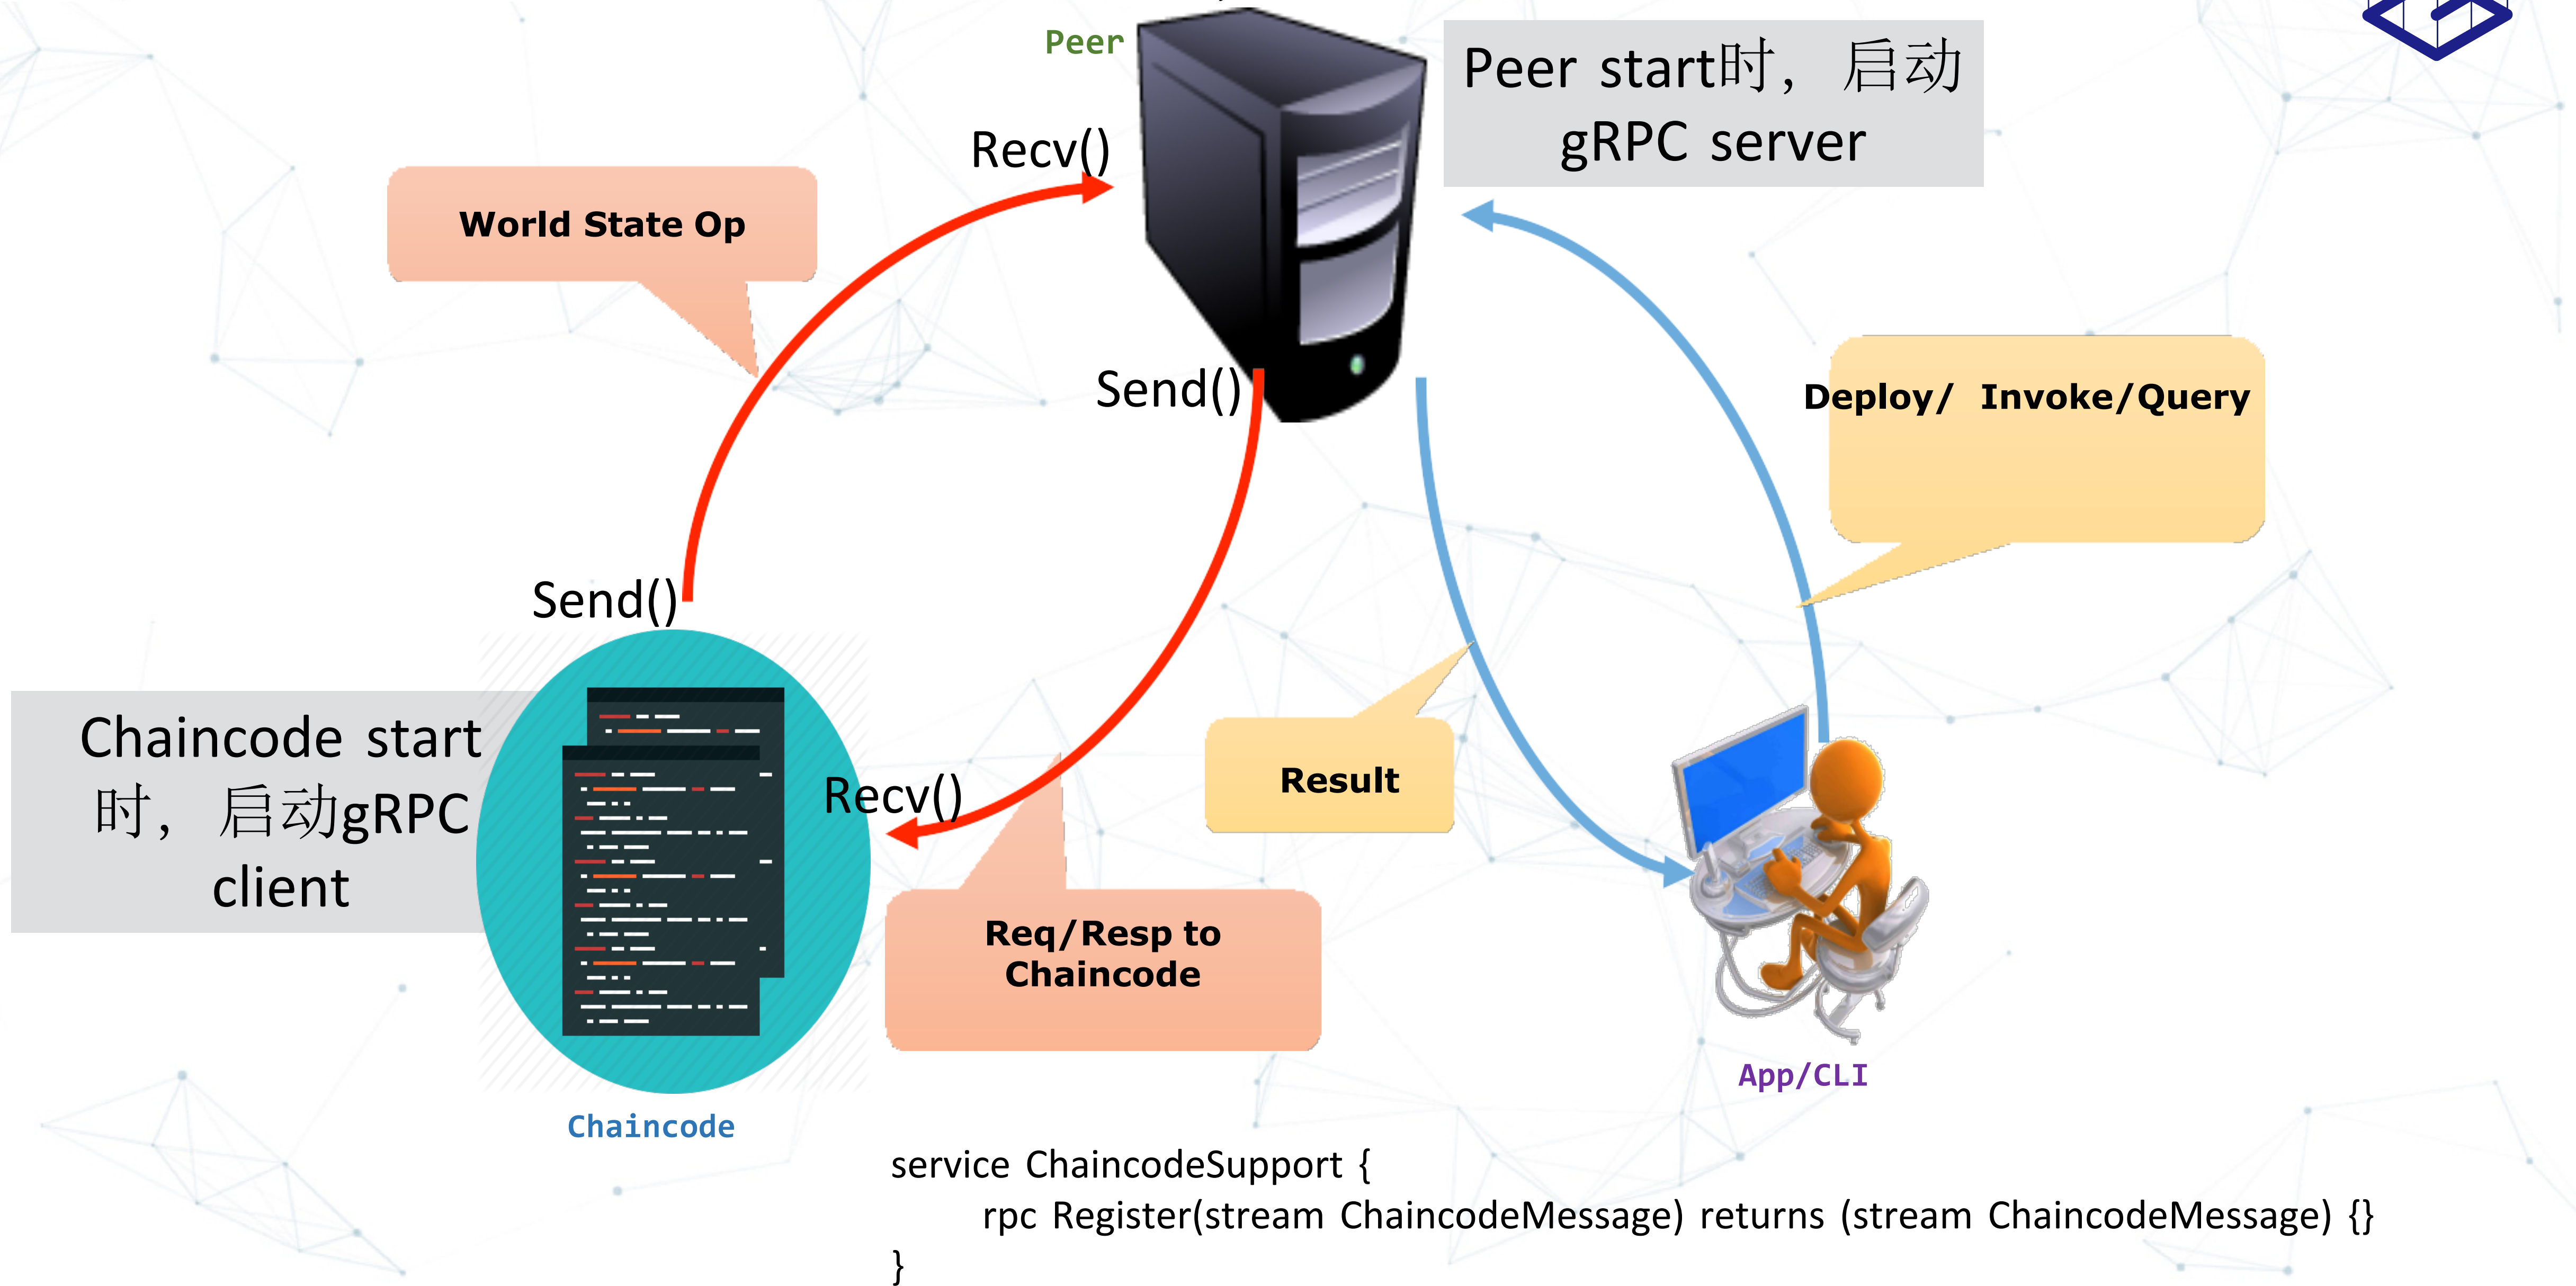 Peer
Peer start时， 启动
gRPC server
Recv()
World State Op
Send()
Deploy/ Invoke/Query
Send()
Chaincode start
时， 启动gRPC
client
Recv()
Result
Req/Resp to
Chaincode
App/CLI
Chaincode
service ChaincodeSupport {
rpc Register(stream ChaincodeMessage) returns (stream ChaincodeMessage) {}
}